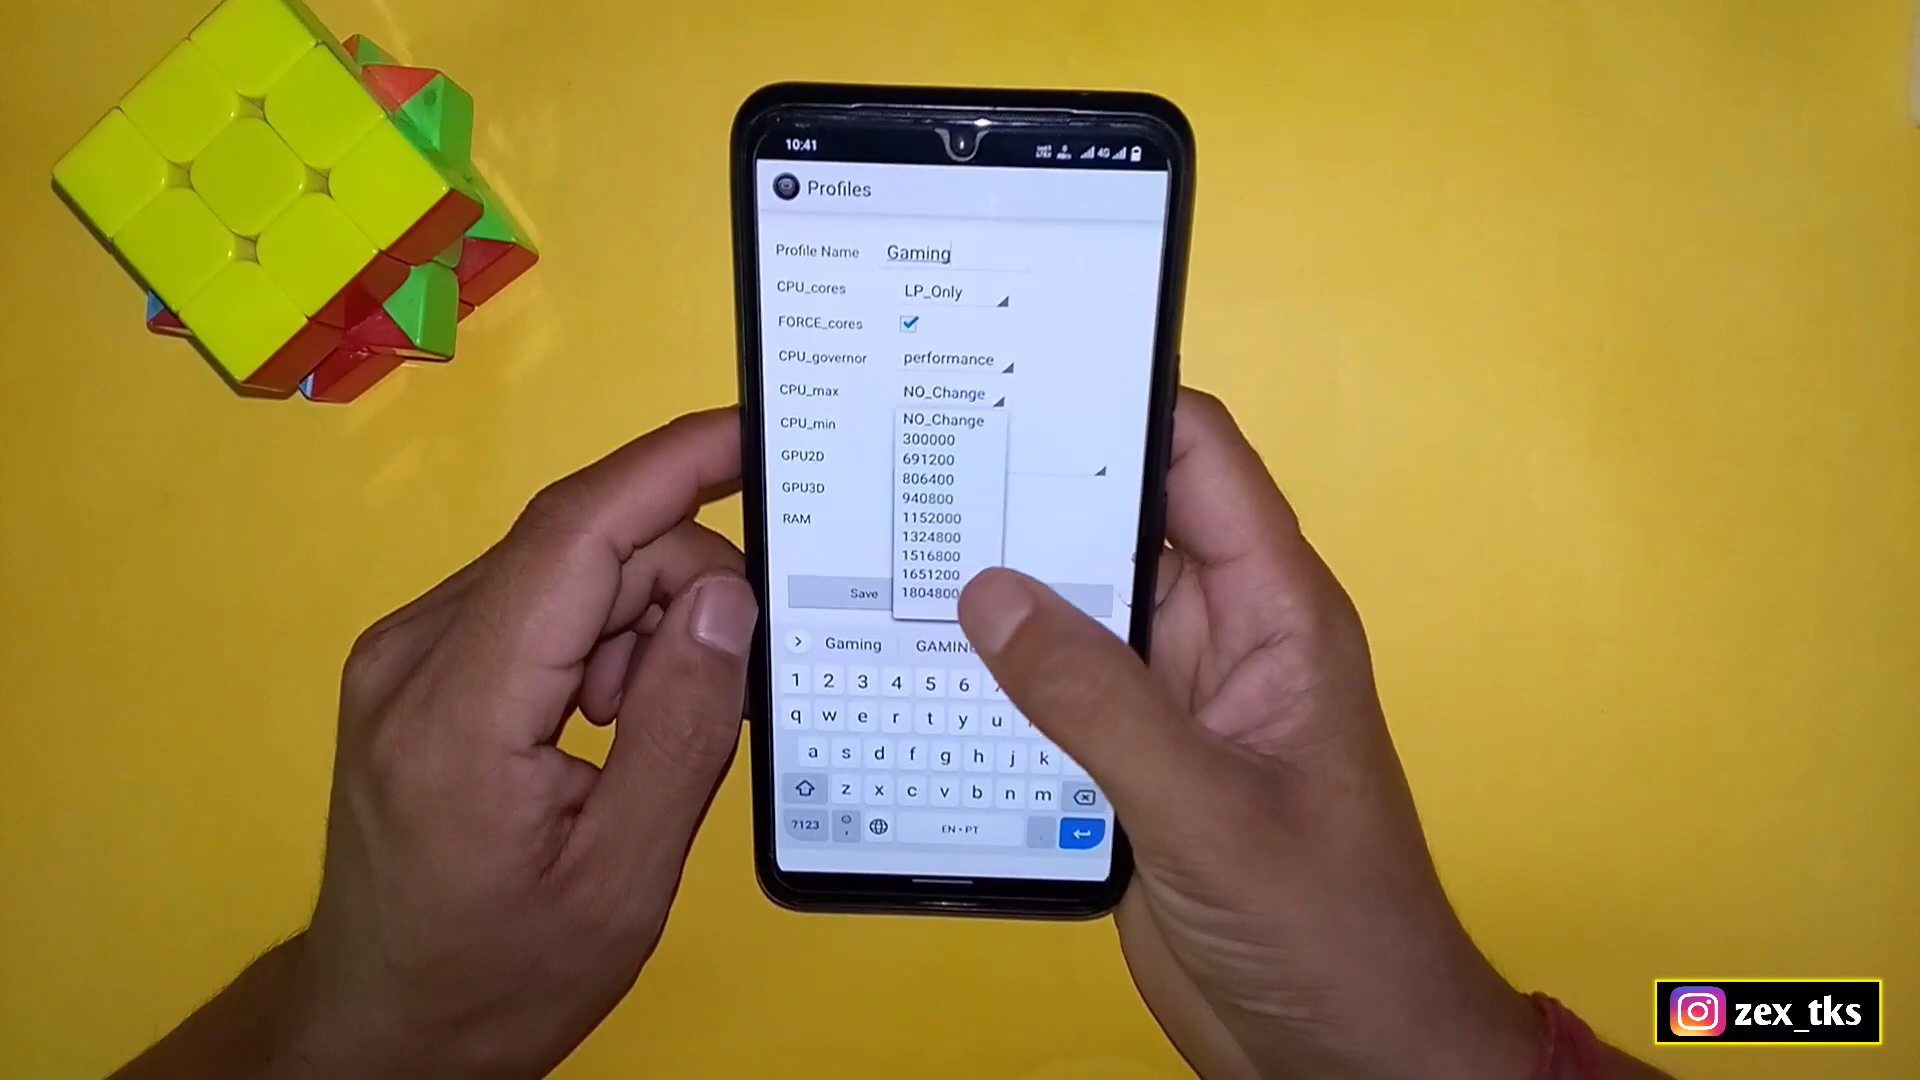 10:41
4G
Profiles
Profile Name Gaming
CPU_cores LP_Only
FORCE_cores
CPU_governor performance
CPU_max NO_Change
CPU_min
GPU2D
GPU3D
RAM
NO_Change
300000
691200
806400
940800
1152000
1324800
1516800
1651200
1804800
Save
Gaming GAMING
1 2 3 4 5 6
q w e r t y u
a s d f g h j k
z x c v b n m
?123 , EN • PT .
zex_tks